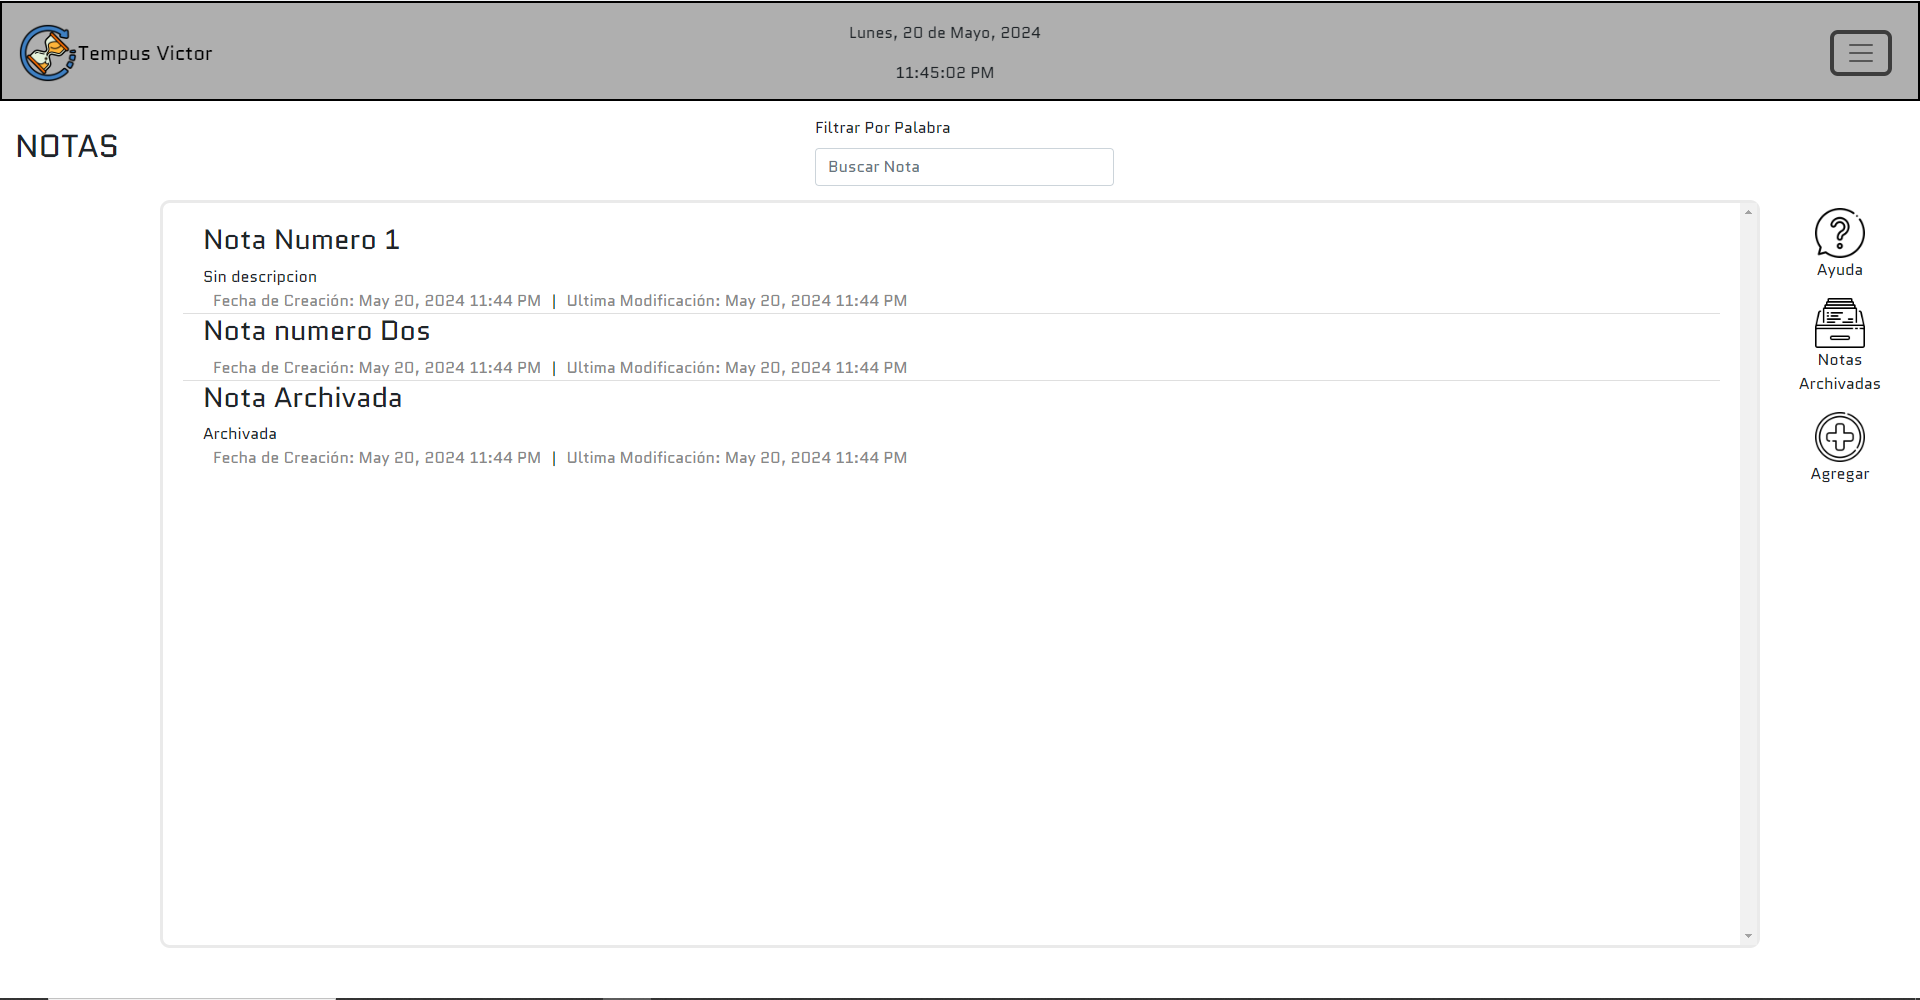 Tempus Victor
Lunes, 20 de Mayo, 2024
11:45:02 PM
NOTAS
Filtrar Por Palabra
Buscar Nota
Nota Numero 1
Sin descripcion
Fecha de Creación: May 20, 2024 11:44 PM | Ultima Modificación: May 20, 2024 11:44 PM
Nota numero Dos
Fecha de Creación: May 20, 2024 11:44 PM | Ultima Modificación: May 20, 2024 11:44 PM
Nota Archivada
Archivada
Fecha de Creación: May 20, 2024 11:44 PM | Ultima Modificación: May 20, 2024 11:44 PM
Ayuda
Notas
Archivadas
Agregar